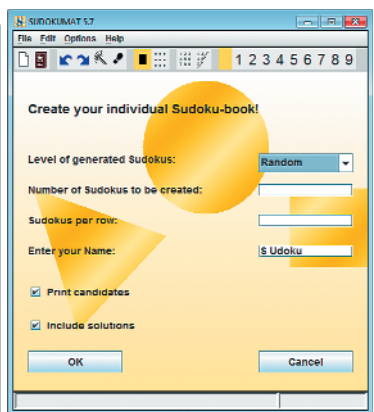 SUDOKUMAT 5.7
File Edit Options Help
1 2 3 4 5 6 7 8 9
Create your individual Sudoku-book!
Level of generated Sudokus: Random
Number of Sudokus to be created:
Sudokus per row:
Enter your Name: S Udoku
Print candidates
Include solutions
OK Cancel